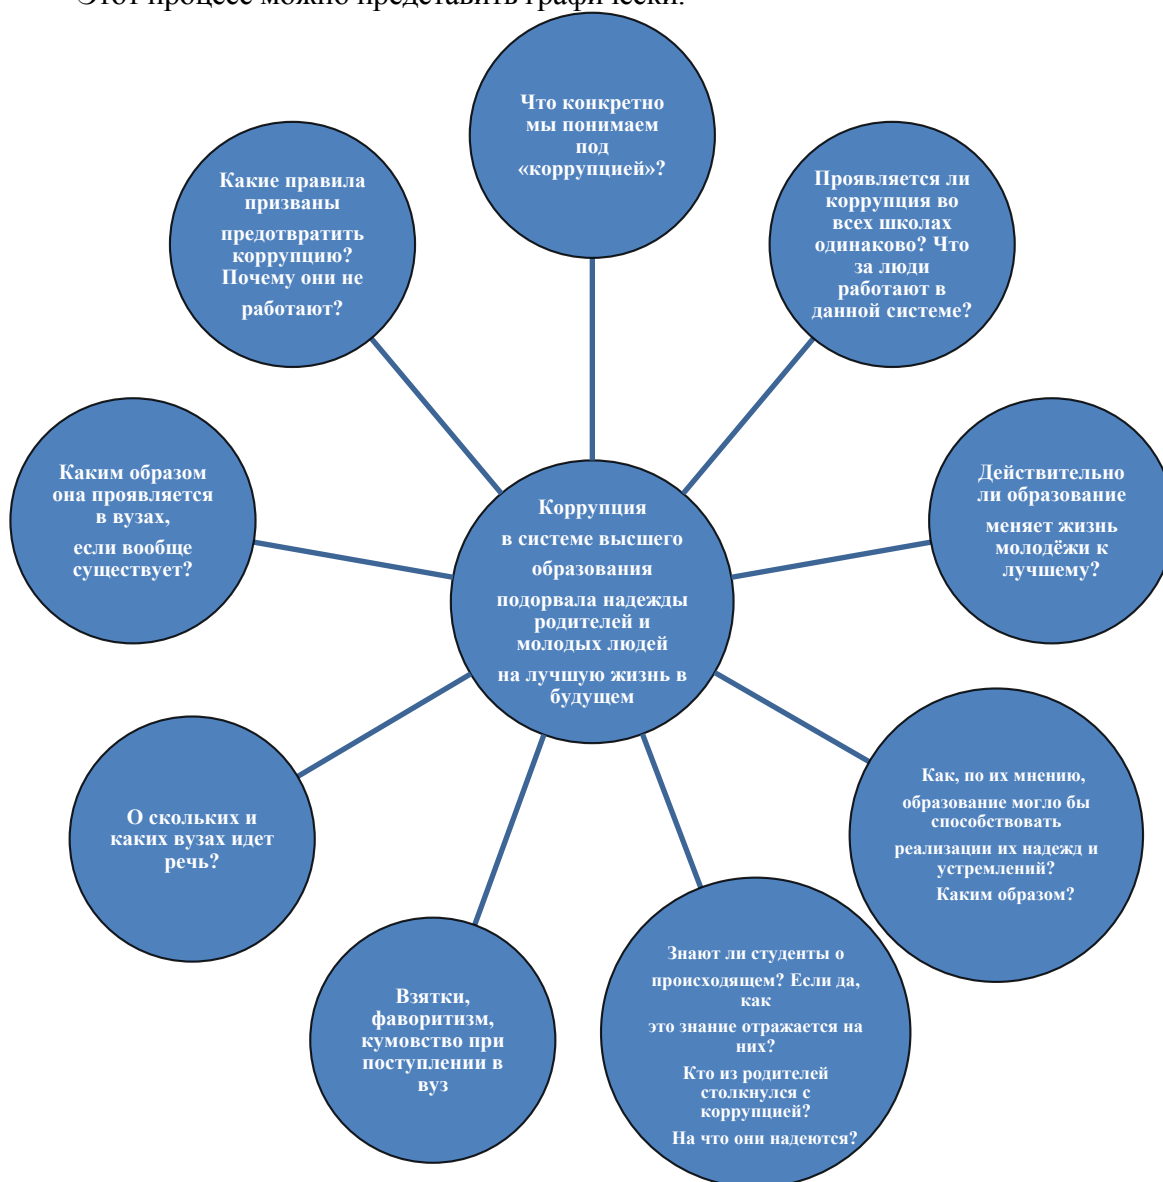 Этот процесс можно представить графически:
Что конкретно
мы понимаем
под
«коррупцией»?
Проявляется ли
коррупция во
всех школах
одинаково? Что
за люди
работают в
данной системе?
Действительно
ли образование
меняет жизнь
молодёжи к
лучшему?
Как, по их мнению,
образование могло бы
способствовать
реализации их надежд и
устремлений?
Каким образом?
Знают ли студенты о
происходящем? Если да,
как
это знание отражается на
них?
Кто из родителей
столкнулся с
коррупцией?
На что они надеются?
Взятки,
фаворитизм,
кумовство при
поступлении в
вуз
О скольких и
каких вузах идет
речь?
Каким образом
она проявляется
в вузах,
если вообще
существует?
Какие правила
призваны
предотвратить
коррупцию?
Почему они не
работают?
Коррупция
в системе высшего
образования
подорвала надежды
родителей и
молодых людей
на лучшую жизнь в
будущем